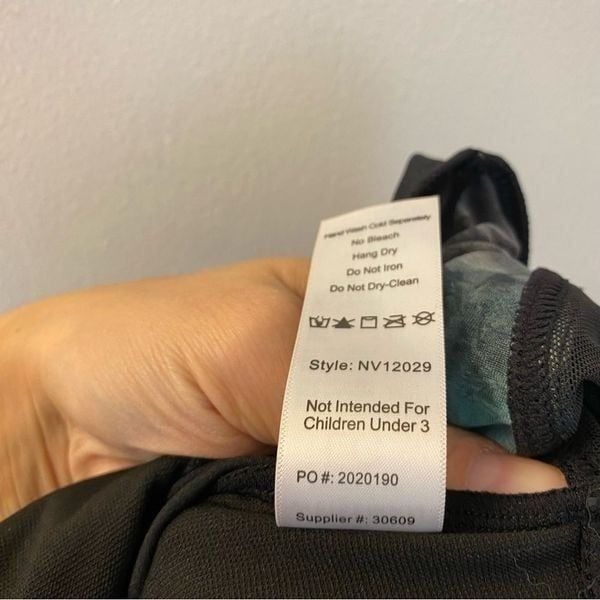 Hand Wash Cold Separately
No Bleach
Hang Dry
Do Not Iron
Do Not Dry-Clean
Style: NV12029
Not Intended For
Children Under 3
PO #: 2020190
Supplier #: 30609